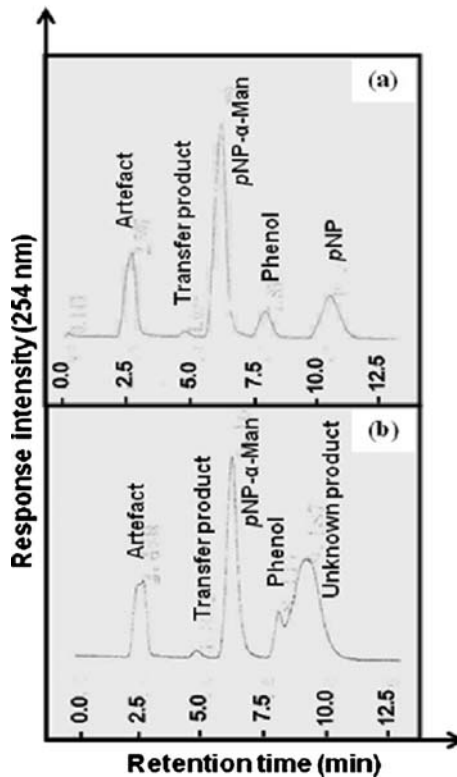 Response intensity (254 nm)
(a)
Artefact
Transfer product
pNP-α-Man
Phenol
pNP
0.0
2.5
5.0
7.5
10.0
12.5
(b)
Artefact
Transfer product
pNP-α-Man
Phenol
Unknown product
0.0
2.5
5.0
7.5
10.0
12.5
Retention time (min)